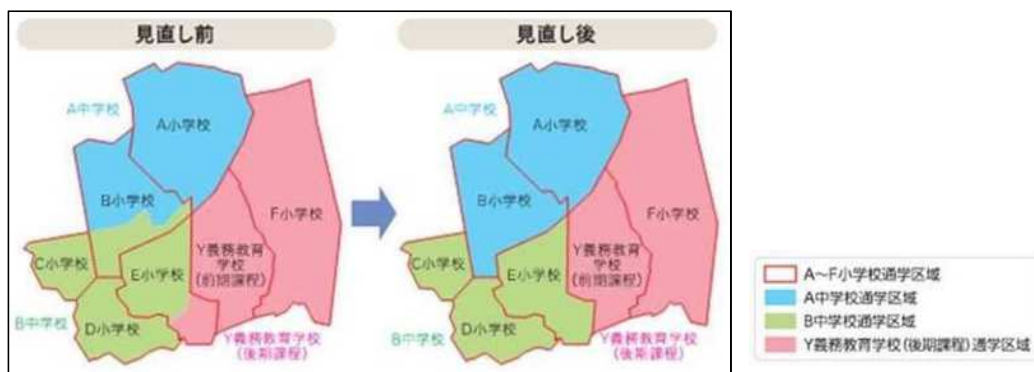 見直し前
A中学校
A小学校
B小学校
F小学校
C小学校
E小学校
Y義務教育
学校
(前期課程)
B中学校
D小学校
Y義務教育学校
(後期課程)
見直し後
A中学校
A小学校
B小学校
F小学校
C小学校
E小学校
Y義務教育
学校
(前期課程)
B中学校
D小学校
Y義務教育学校
(後期課程)
A～F小学校通学区域
A中学校通学区域
B中学校通学区域
Y義務教育学校(後期課程)通学区域